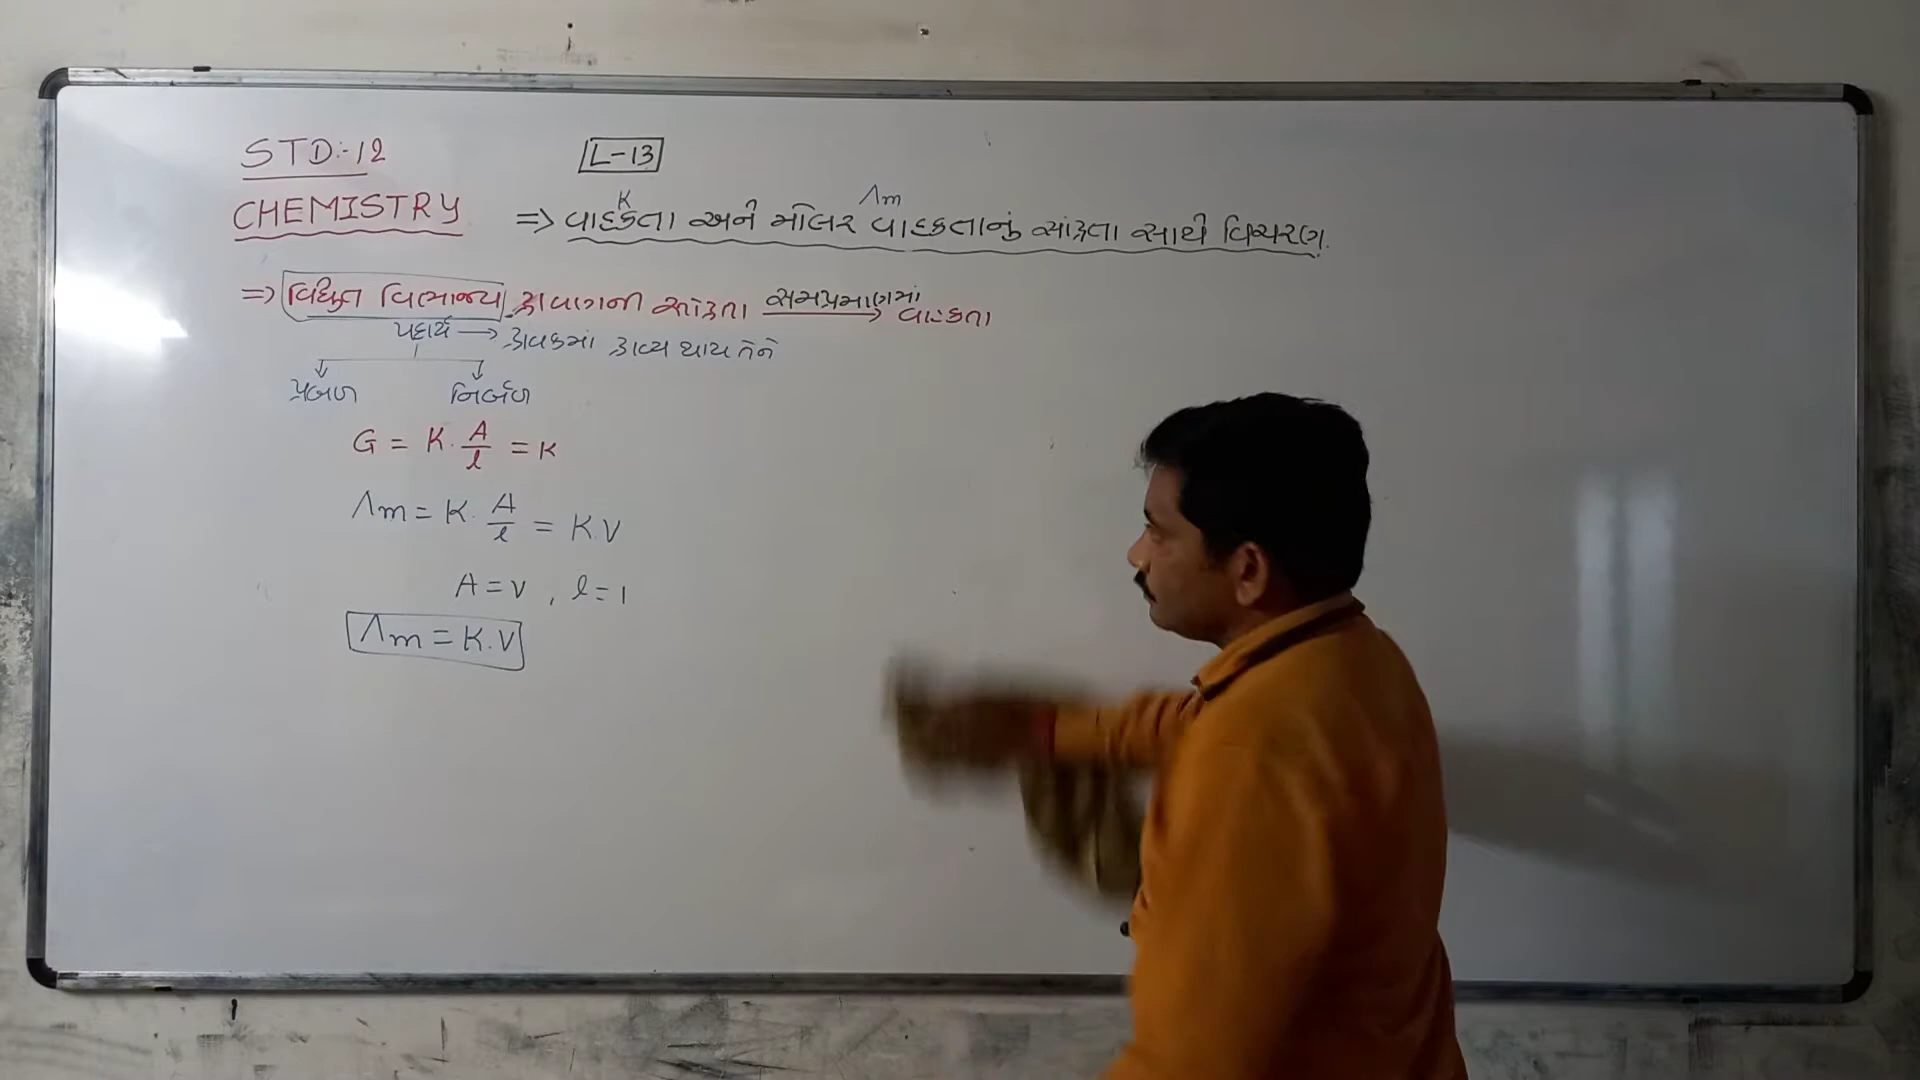 STD:-12
L-13
CHEMISTRY
K Λm
=> વાહકતા અને મોલર વાહકતાનું સાંદ્રતા સાથે વિચરણ.
=> વિદ્યુત વિભાજ્ય દ્રાવણની સાંદ્રતા સમપ્રમાણમાં વાહકતા
પદાર્થ → દ્રાવકમાં દ્રાવ્ય થાય તેને
પ્રબળ નિર્બળ
G = K. A/l = K
Λm = K. A/l = K.V
A = V , l = 1
Λm = K.V